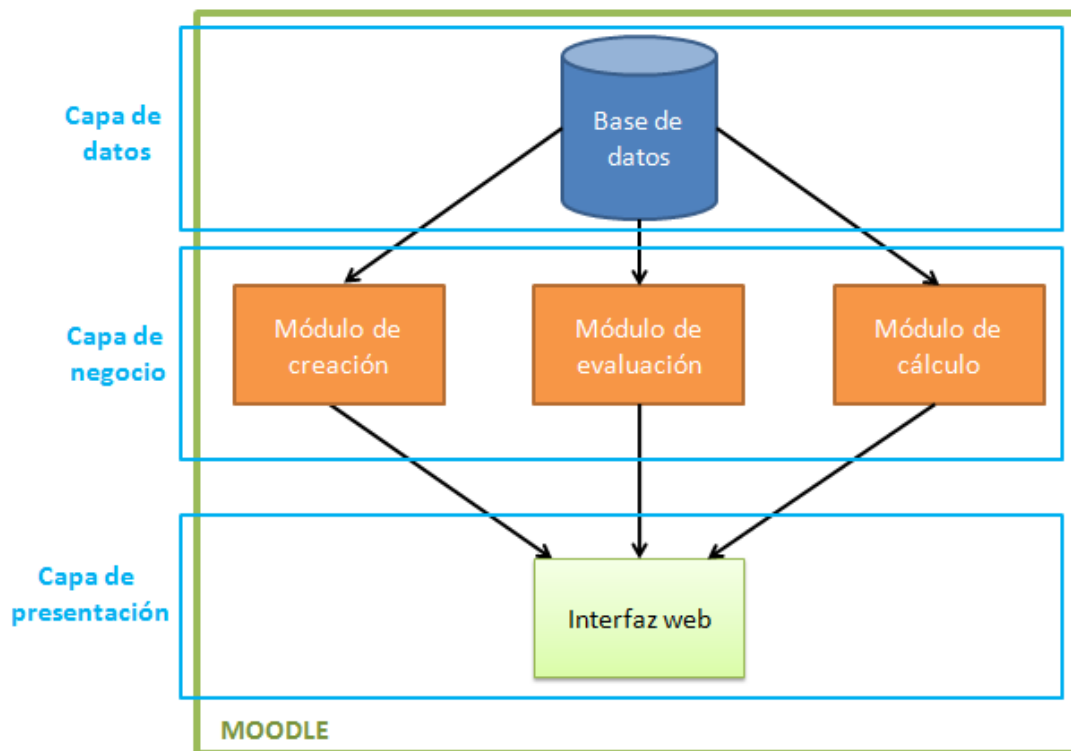 Capa de
datos
Base de
datos
Capa de
negocio
Módulo de
creación
Módulo de
evaluación
Módulo de
cálculo
Capa de
presentación
Interfaz web
MOODLE